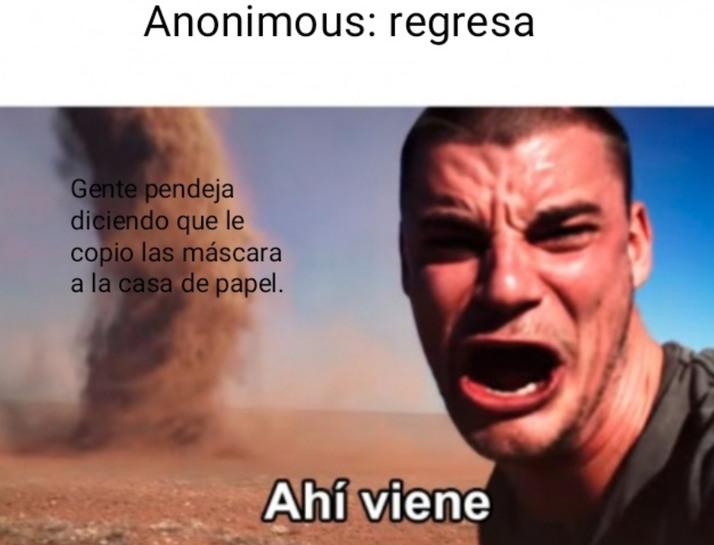 Anonimous: regresa
Gente pendeja
diciendo que le
copio las máscara
a la casa de papel.
Ahí viene